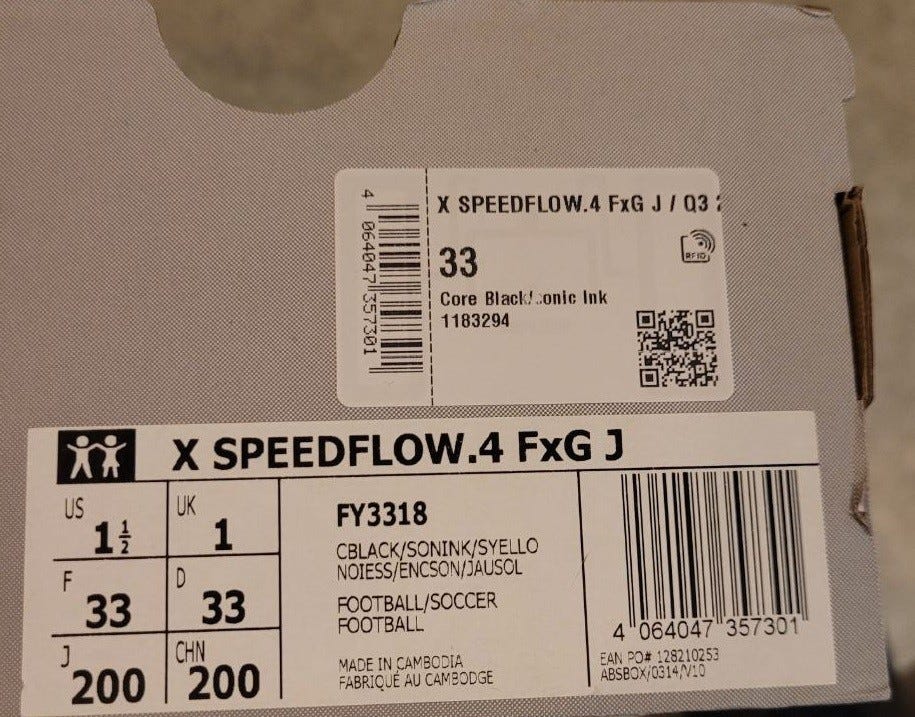 X SPEEDFLOW.4 FxG J / Q3
33
RFID
Core Black/ Ink
1183294
4 064047 357301
X SPEEDFLOW.4 FxG J
US 1 1/2
UK 1
F 33
D 33
J 200
CHN 200
FY3318
CBLACK/SONINK/SYELLO
NOIESS/ENCSON/JAUSOL
FOOTBALL/SOCCER
FOOTBALL
MADE IN CAMBODIA
FABRIQUÉ AU CAMBODGE
4 064047 357301
EAN PO# 128210253
ABSBOX/0314/V10